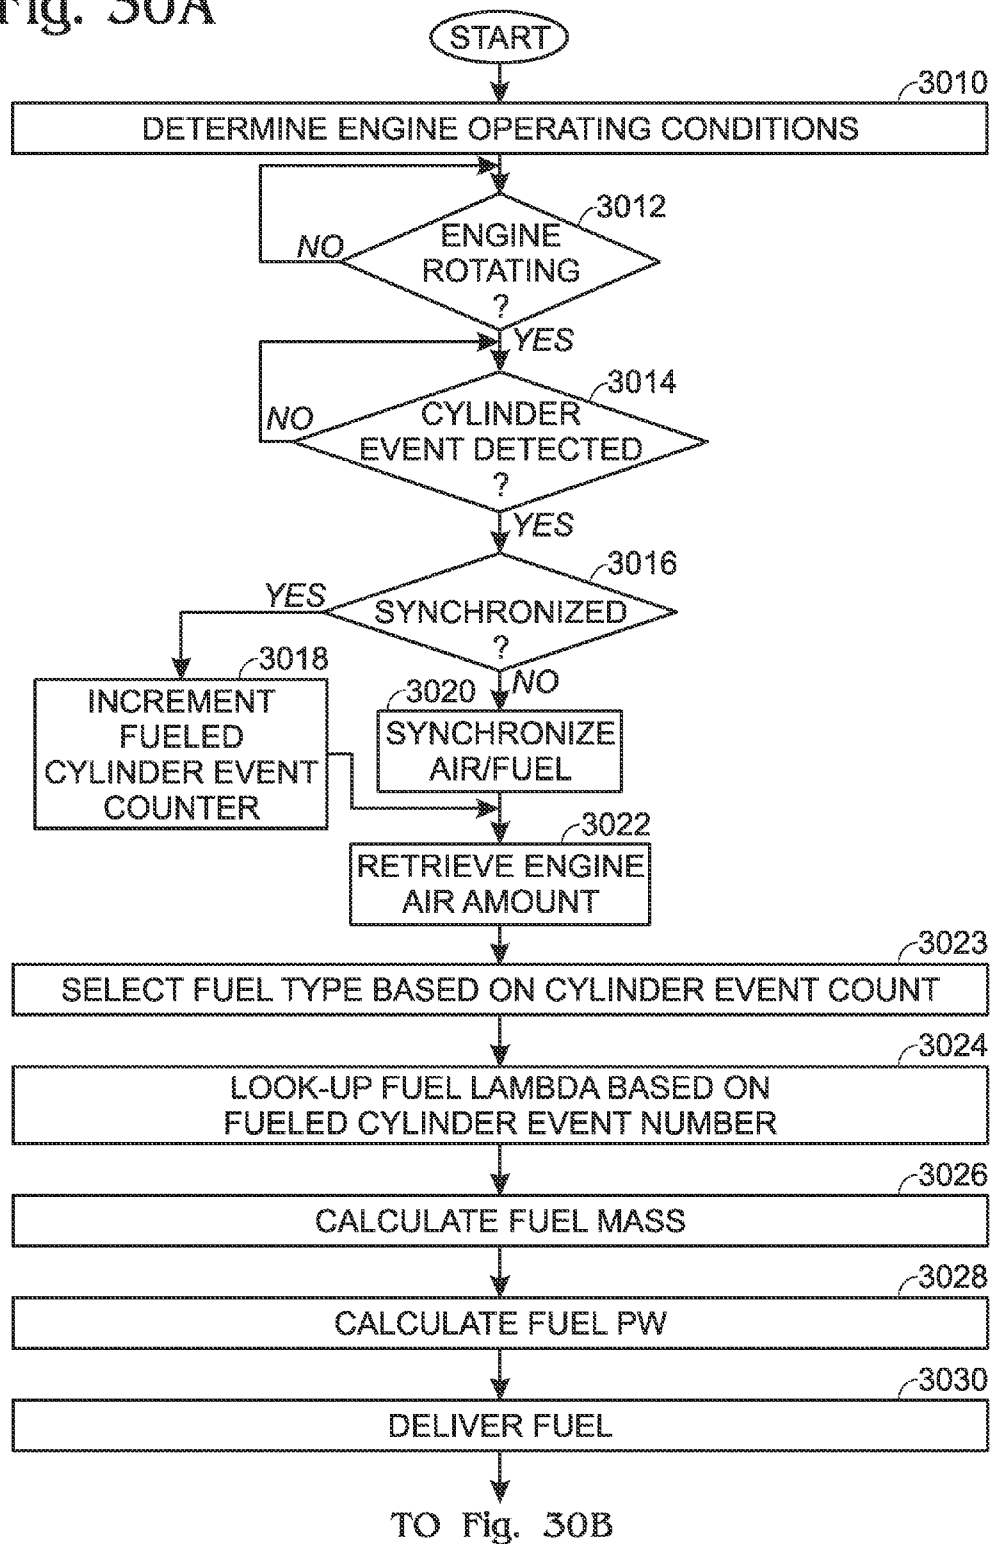 Fig. 30A
START
3010
DETERMINE ENGINE OPERATING CONDITIONS
3012
ENGINE
ROTATING
?
NO
YES
3014
CYLINDER
EVENT DETECTED
?
NO
YES
3016
SYNCHRONIZED
?
YES
NO
3018
INCREMENT
FUELED
CYLINDER EVENT
COUNTER
3020
SYNCHRONIZE
AIR/FUEL
3022
RETRIEVE ENGINE
AIR AMOUNT
3023
SELECT FUEL TYPE BASED ON CYLINDER EVENT COUNT
3024
LOOK-UP FUEL LAMBDA BASED ON
FUELED CYLINDER EVENT NUMBER
3026
CALCULATE FUEL MASS
3028
CALCULATE FUEL PW
3030
DELIVER FUEL
TO Fig. 30B